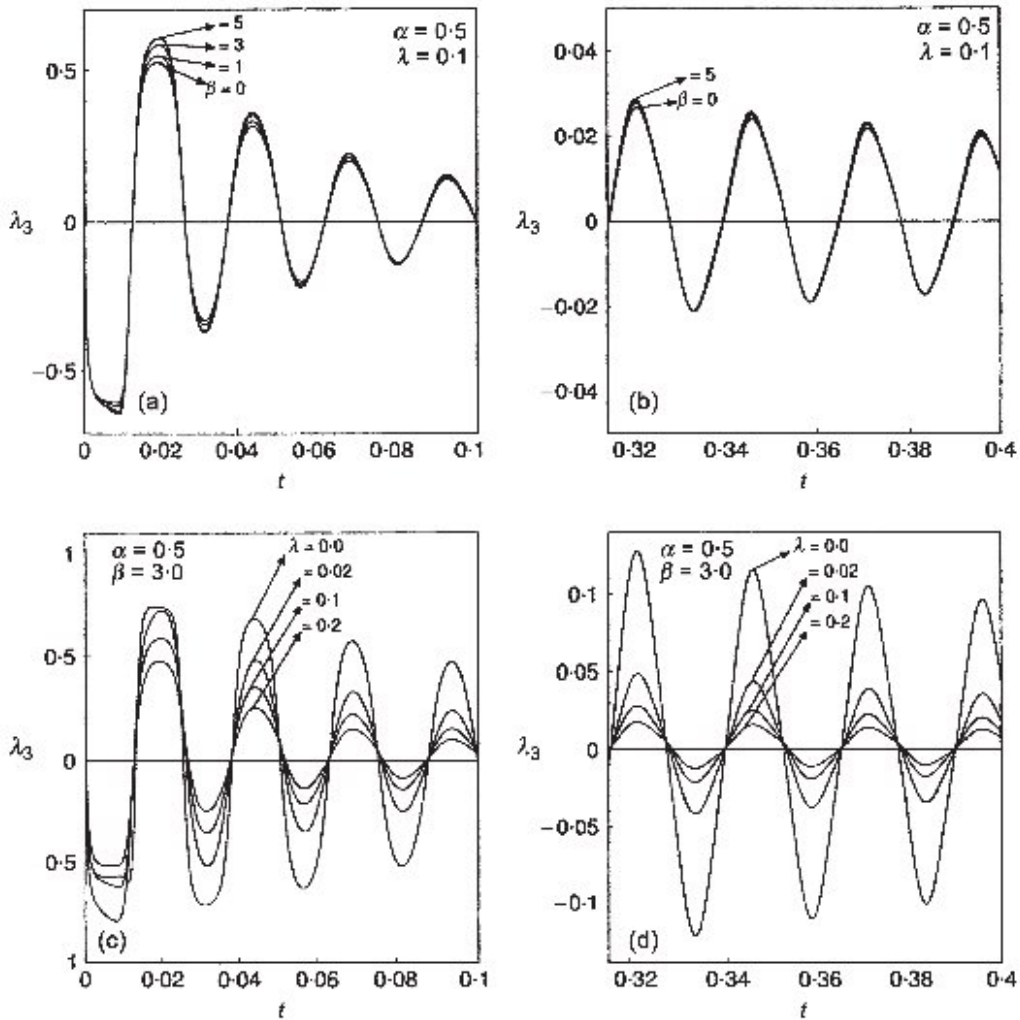 α = 0·5
λ = 0·1
= 5
= 3
= 1
β = 0
0·5
0
−0·5
λ3
(a)
0
0·02
0·04
0·06
0·08
0·1
t
α = 0·5
λ = 0·1
= 5
β = 0
0·04
0·02
0
−0·02
−0·04
λ3
(b)
0·32
0·34
0·36
0·38
0·4
t
α = 0·5
β = 3·0
λ = 0·0
= 0·02
= 0·1
= 0·2
1
0·5
0
0·5
1
λ3
(c)
0
0·02
0·04
0·06
0·08
0·1
t
α = 0·5
β = 3·0
λ = 0·0
= 0·02
= 0·1
= 0·2
0·1
0·05
0
−0·05
−0·1
λ3
(d)
0·32
0·34
0·36
0·38
0·4
t